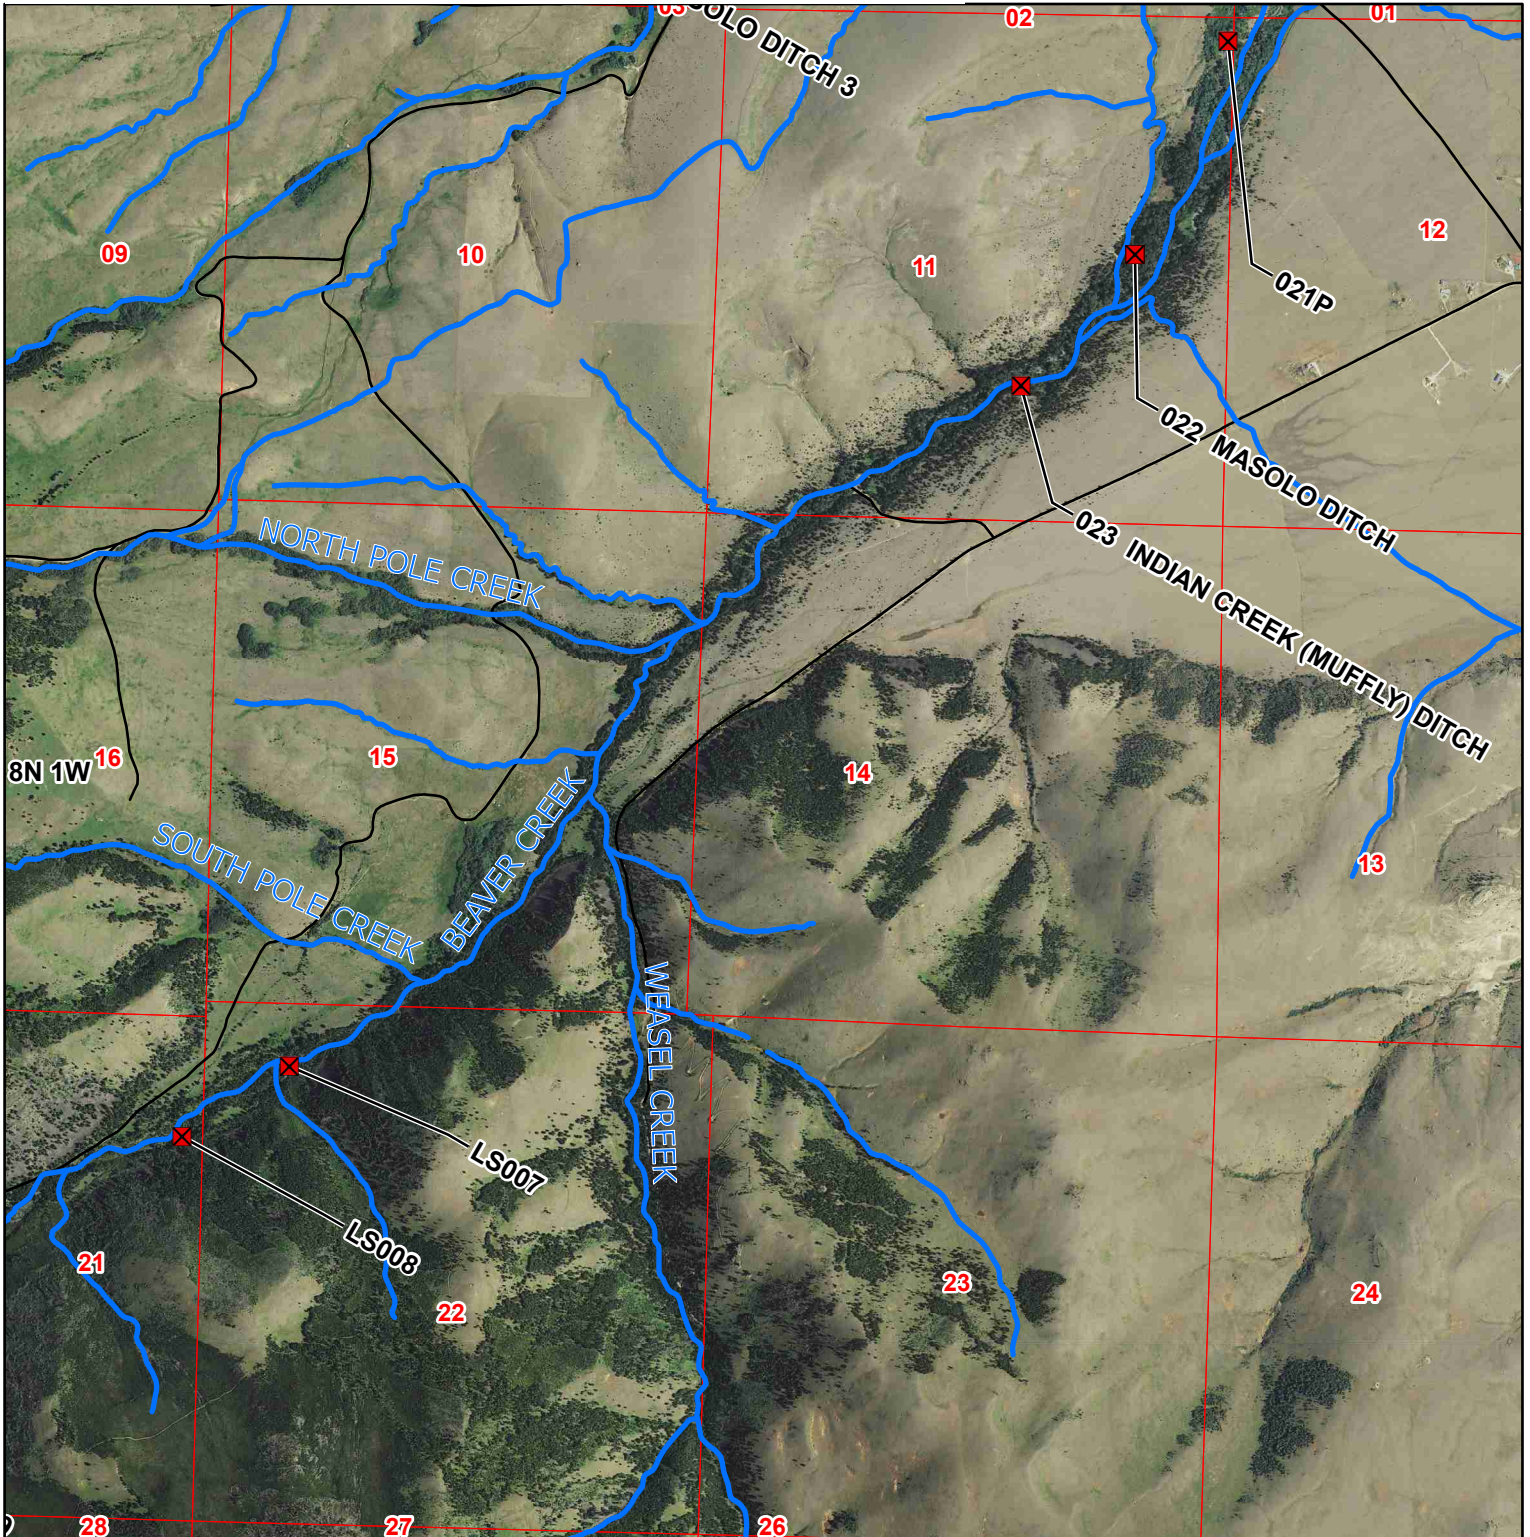 03
02
01
OLO DITCH 3
09
10
11
12
021P
022 MASOLO DITCH
023 INDIAN CREEK (MUFFLY) DITCH
NORTH POLE CREEK
8N 1W
16
15
14
13
SOUTH POLE CREEK
BEAVER CREEK
WEASEL CREEK
LS007
LS008
21
22
23
24
28
27
26